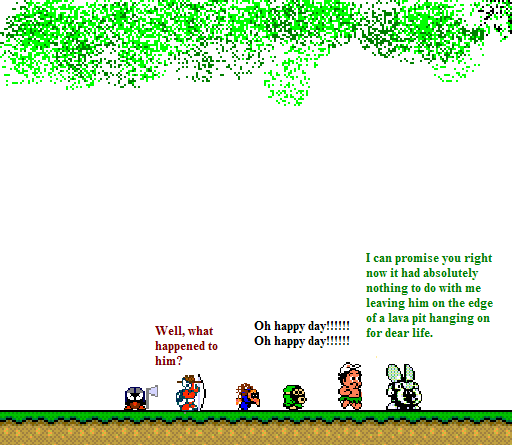 Well, what
happened to
him?
Oh happy day!!!!!!
Oh happy day!!!!!!
I can promise you right
now it had absolutely
nothing to do with me
leaving him on the edge
of a lava pit hanging on
for dear life.